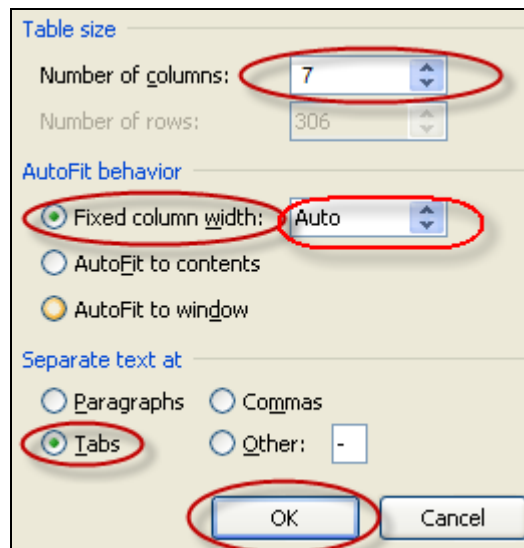 Table size
Number of columns: 7
Number of rows: 306
AutoFit behavior
Fixed column width: Auto
AutoFit to contents
AutoFit to window
Separate text at
Paragraphs Commas
Tabs Other: -
OK Cancel